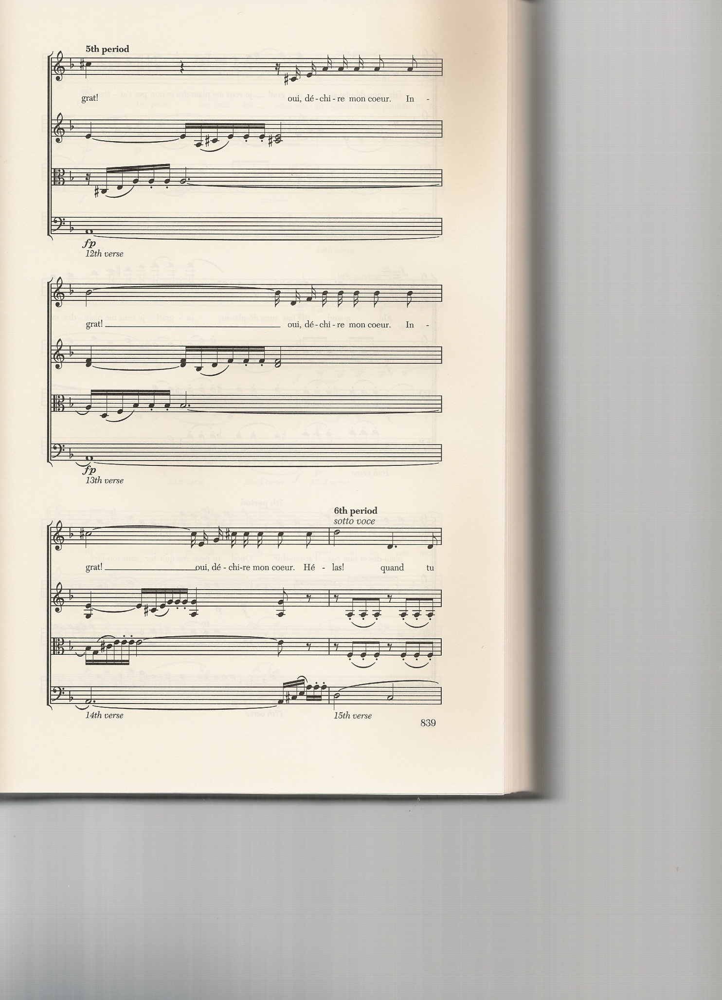 5th period
grat! oui, dé - chi - re mon coeur. In -
fp
12th verse
grat! oui, dé - chi - re mon coeur. In -
fp
13th verse
6th period
sotto voce
grat! oui, dé - chi-re mon coeur. Hé - las! quand tu
14th verse 15th verse
839